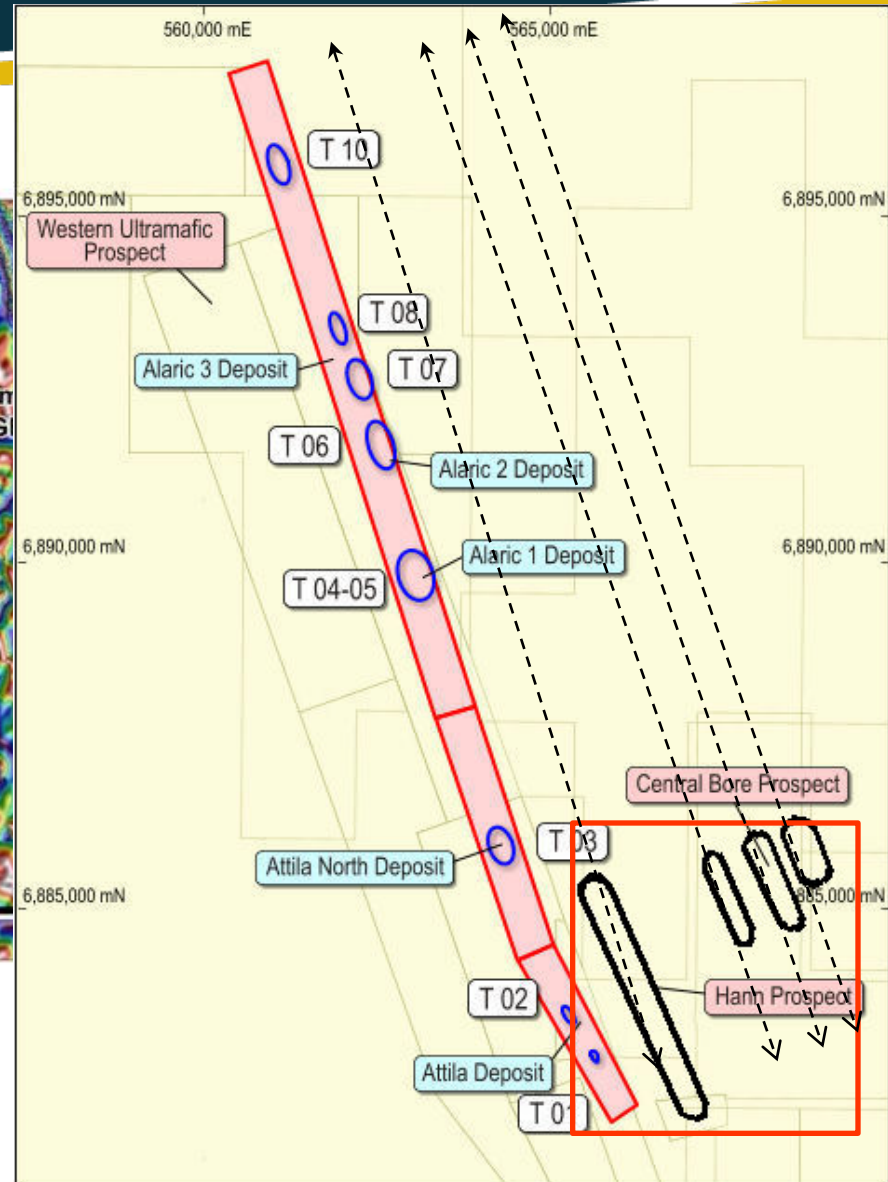 560,000 mE
565,000 mE
T 10
6,895,000 mN
6,895,000 mN
Western Ultramafic
Prospect
T 08
Alaric 3 Deposit
T 07
T 06
Alaric 2 Deposit
6,890,000 mN
6,890,000 mN
Alaric 1 Deposit
T 04-05
Central Bore Prospect
T 03
Attila North Deposit
6,885,000 mN
885,000 mN
T 02
Hann Prospect
Attila Deposit
T 01